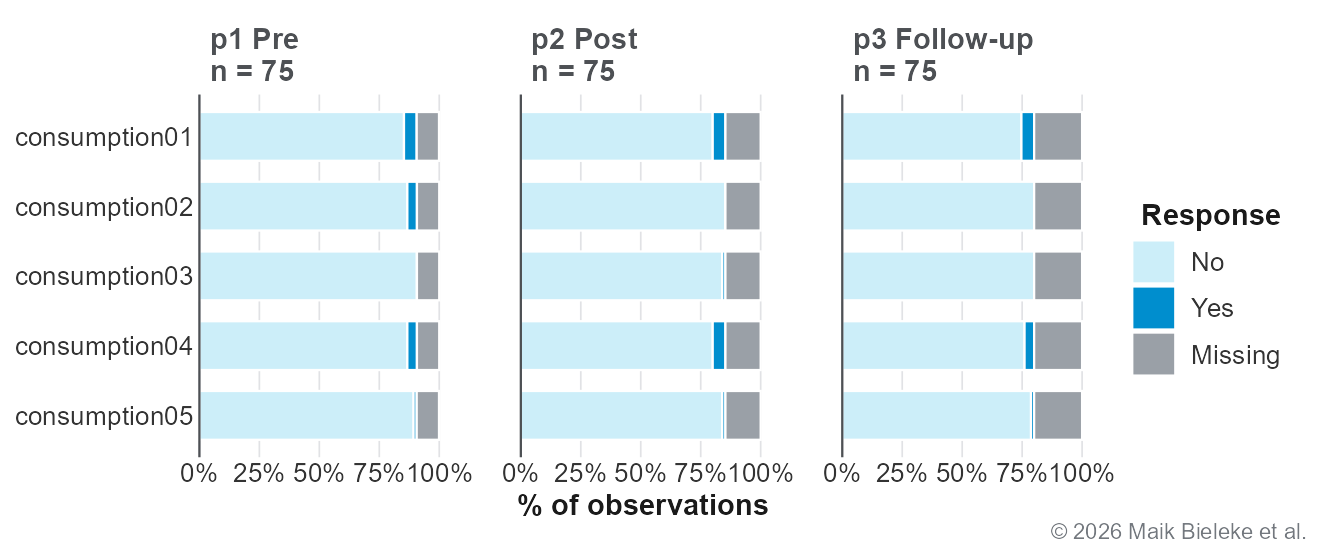 p1 Pre
n = 75
p2 Post
n = 75
p3 Follow-up
n = 75
consumption01
consumption02
consumption03
consumption04
consumption05
0% 25% 50% 75% 100%
0% 25% 50% 75% 100%
0% 25% 50% 75% 100%
% of observations
Response
No
Yes
Missing
© 2026 Maik Bieleke et al.